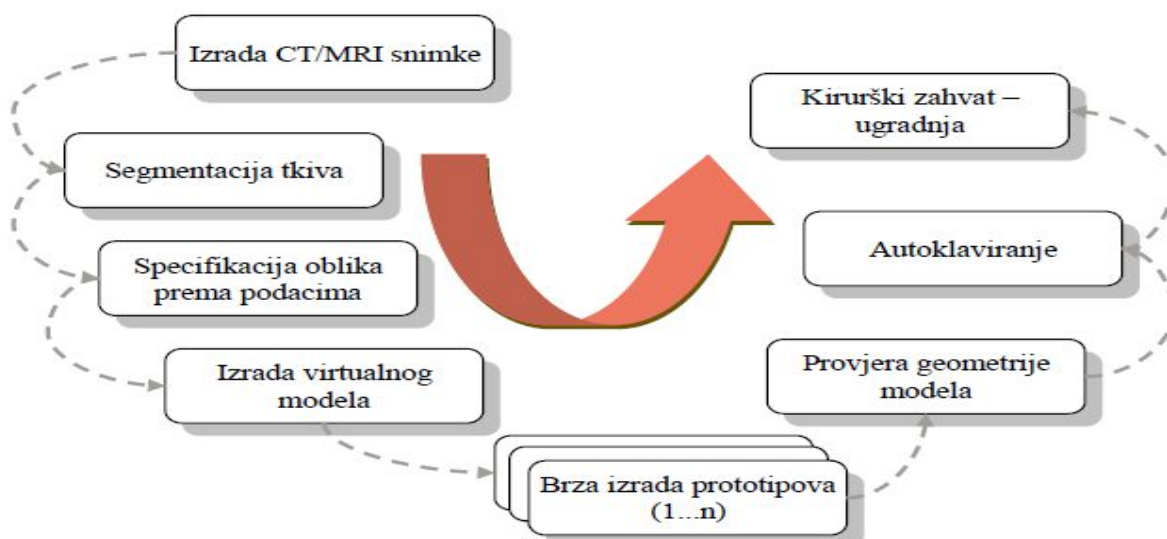 Izrada CT/MRI snimke
Segmentacija tkiva
Specifikacija oblika
prema podacima
Izrada virtualnog
modela
Brza izrada prototipova
(1...n)
Provjera geometrije
modela
Autoklaviranje
Kirurški zahvat –
ugradnja